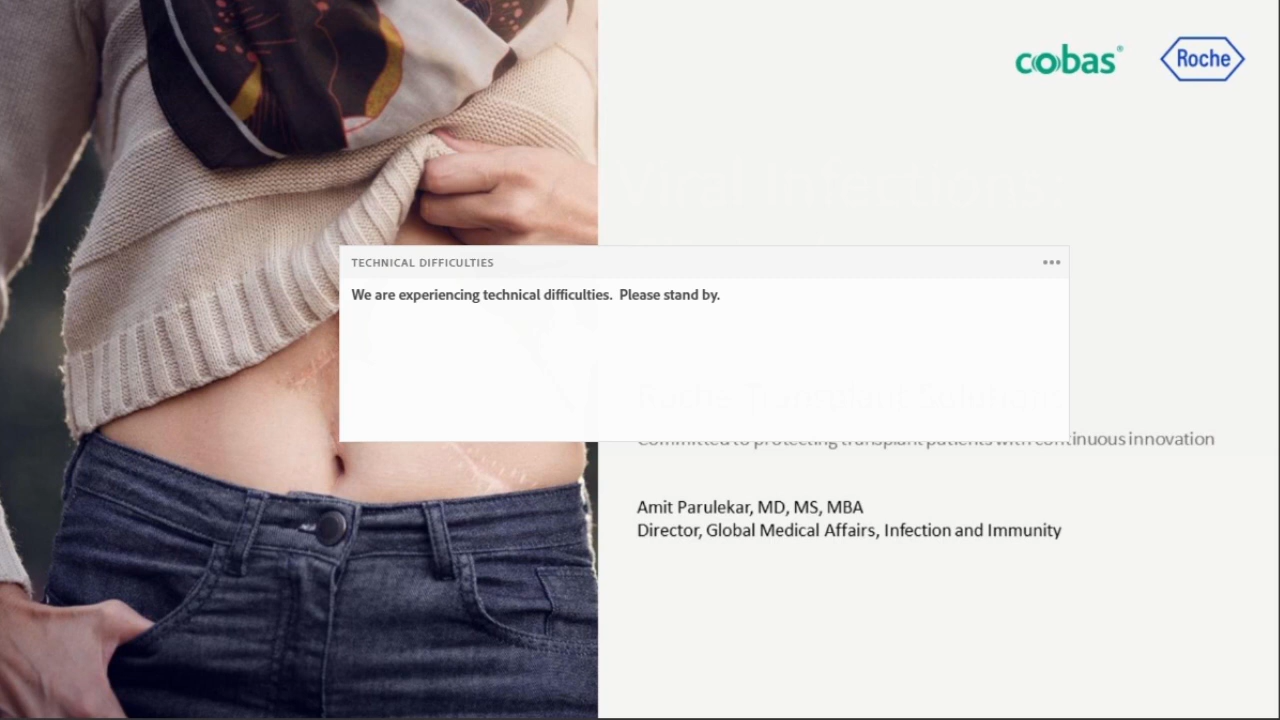 cobas®
Roche
Viral Infections:
TECHNICAL DIFFICULTIES
We are experiencing technical difficulties.  Please stand by.
Roche Transplant Solutions
Committed to protecting transplant patients with continuous innovation
Amit Parulekar, MD, MS, MBA
Director, Global Medical Affairs, Infection and Immunity